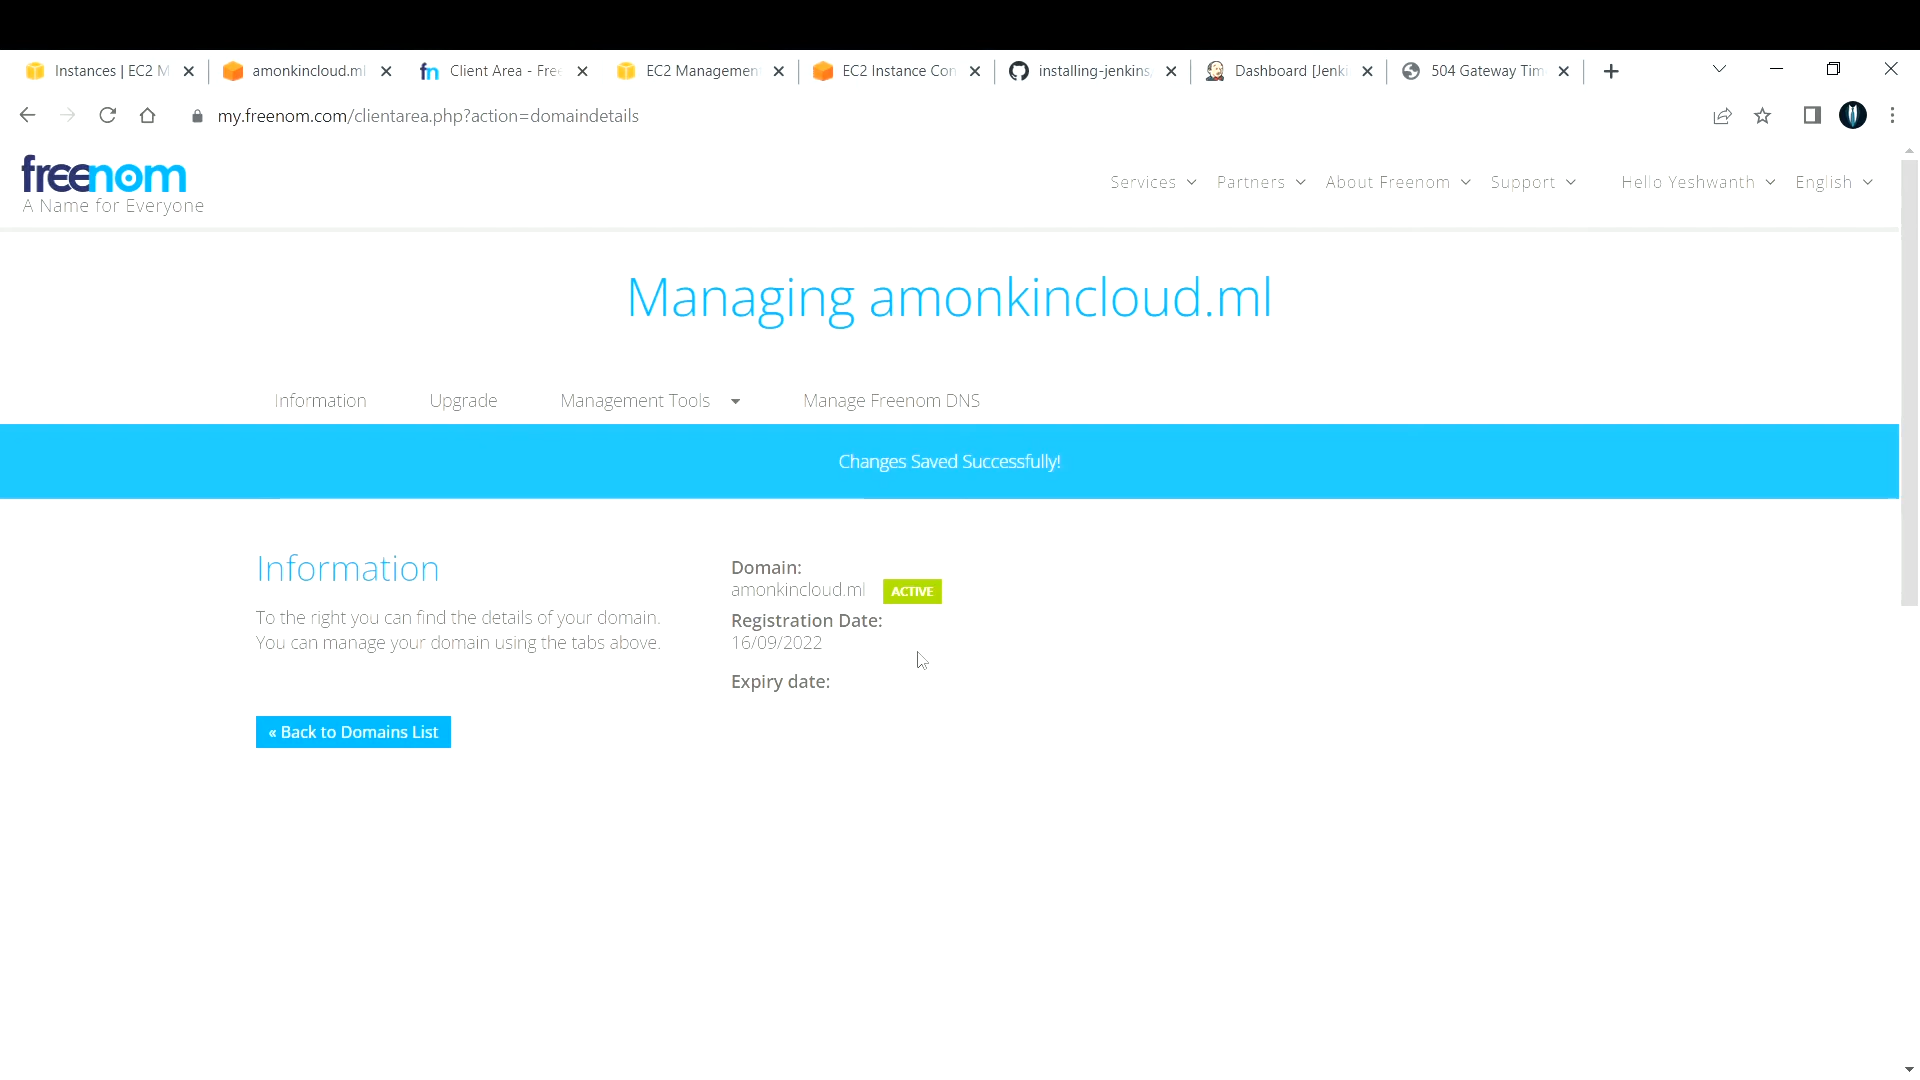 Instances | EC2 M
amonkincloud.ml
Client Area - Free
EC2 Management
EC2 Instance Con
installing-jenkins
Dashboard [Jenki
504 Gateway Tim
my.freenom.com/clientarea.php?action=domaindetails
freenom
A Name for Everyone
Services
Partners
About Freenom
Support
Hello Yeshwanth
English
Managing amonkincloud.ml
Information
Upgrade
Management Tools
Manage Freenom DNS
Changes Saved Successfully!
Information
To the right you can find the details of your domain.
You can manage your domain using the tabs above.
« Back to Domains List
Domain:
amonkincloud.ml ACTIVE
Registration Date:
16/09/2022
Expiry date: